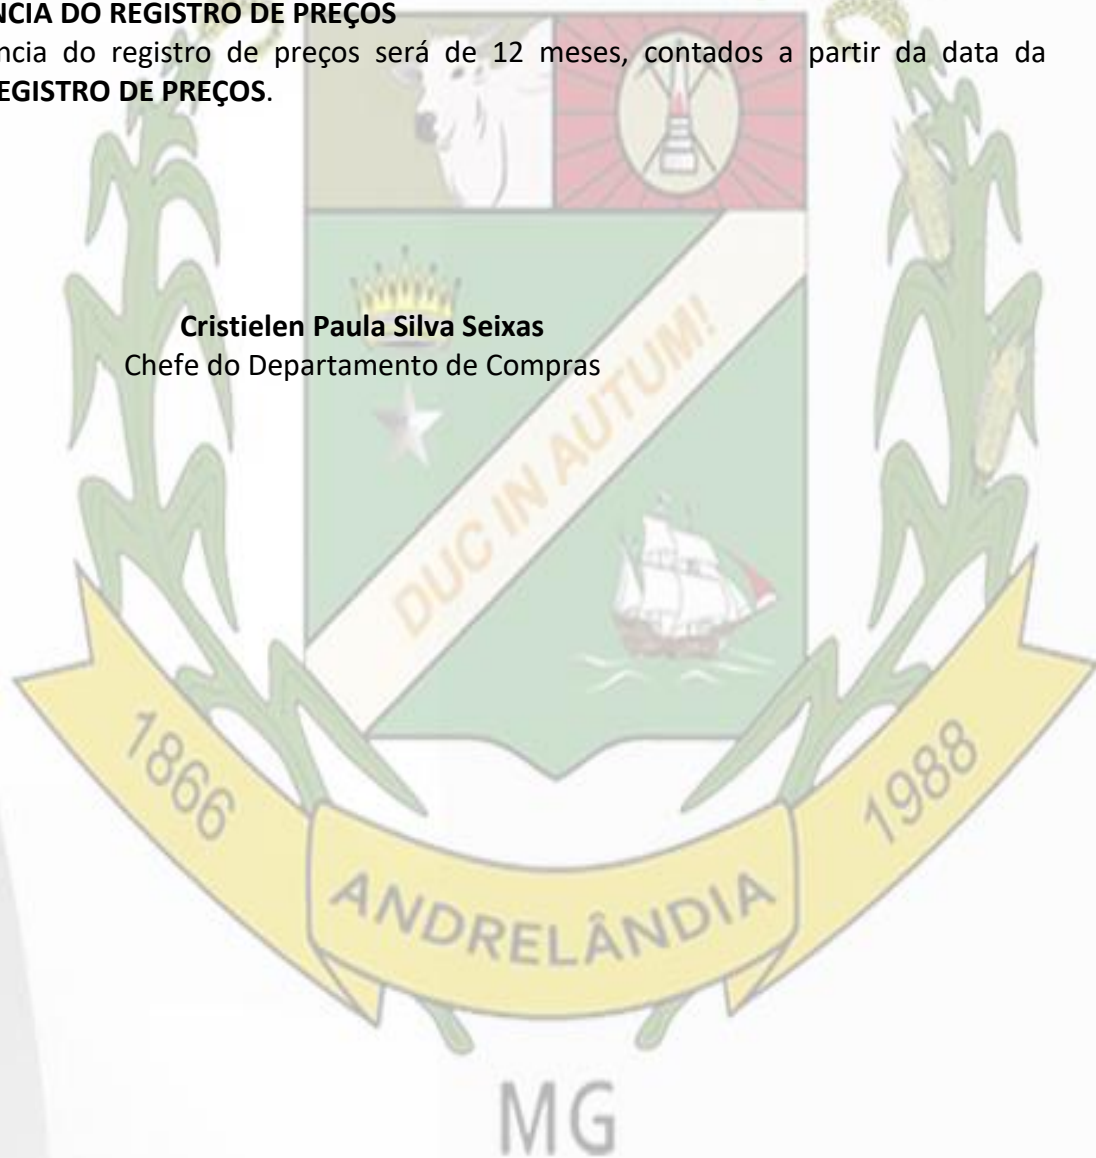 NCIA DO REGISTRO DE PREÇOS
ncia do registro de preços será de 12 meses, contados a partir da data da
EGISTRO DE PREÇOS.
Cristielen Paula Silva Seixas
Chefe do Departamento de Compras
DUC IN AUTUM!
1866
1988
ANDRELÂNDIA
MG